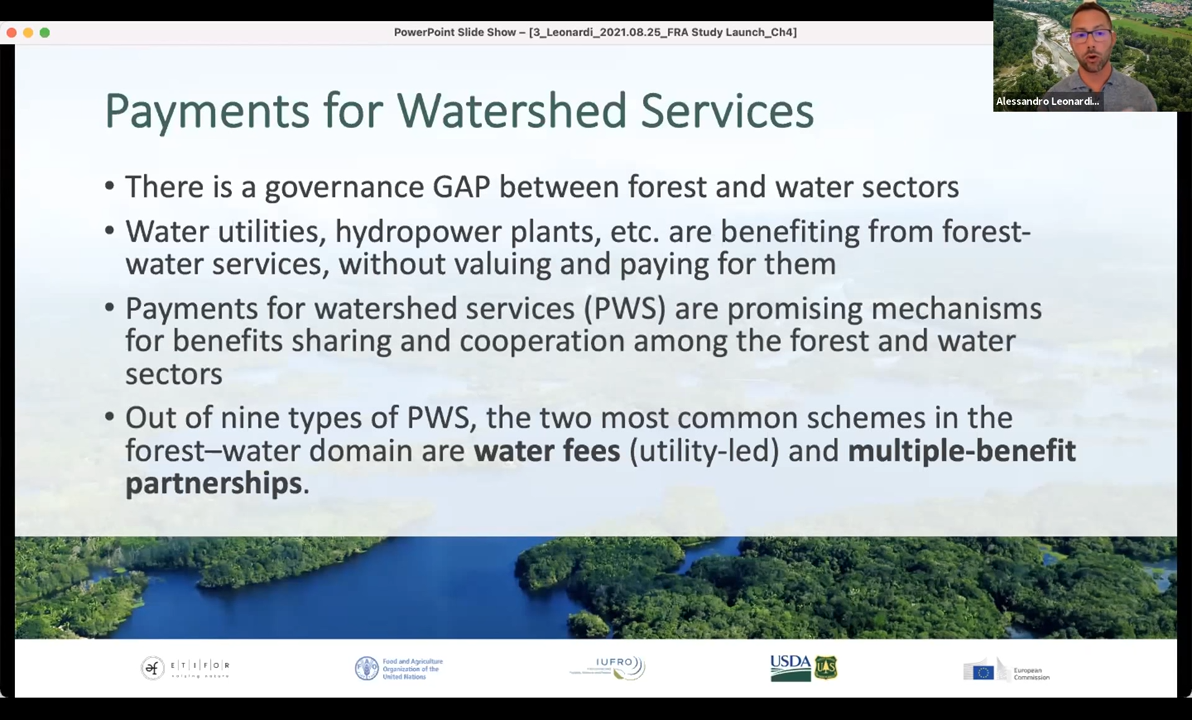 PowerPoint Slide Show – [3_Leonardi_2021.08.25_FRA Study Launch_Ch4]
Alessandro Leonardi...
Payments for Watershed Services
• There is a governance GAP between forest and water sectors
• Water utilities, hydropower plants, etc. are benefiting from forest-
water services, without valuing and paying for them
• Payments for watershed services (PWS) are promising mechanisms
for benefits sharing and cooperation among the forest and water
sectors
• Out of nine types of PWS, the two most common schemes in the
forest–water domain are water fees (utility-led) and multiple-benefit
partnerships.
ETIFOR
valuing nature
Food and Agriculture
Organization of the
United Nations
IUFRO
USDA
UAS
European
Commission